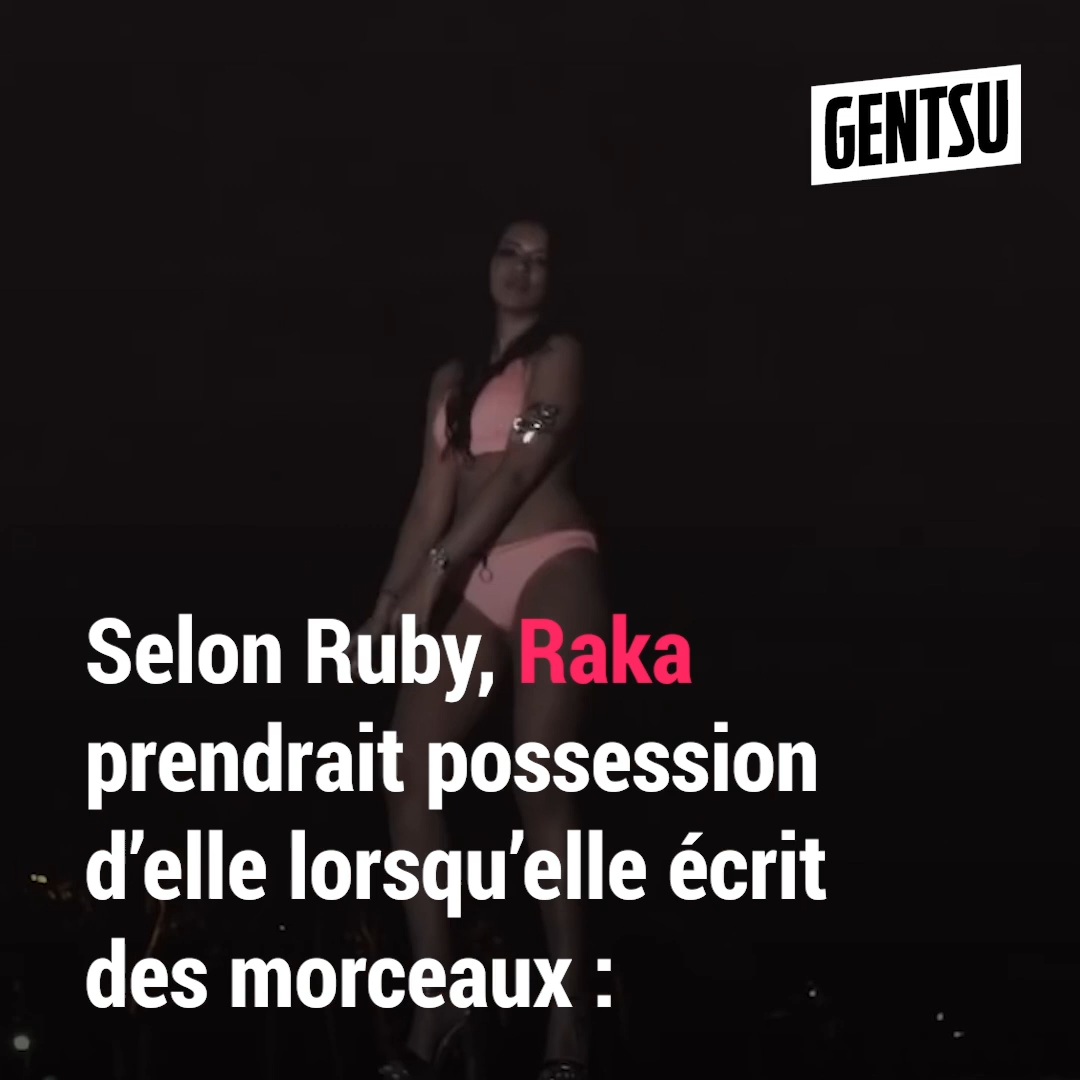 GENTSU
Selon Ruby, Raka
prendrait possession
d’elle lorsqu’elle écrit
des morceaux :